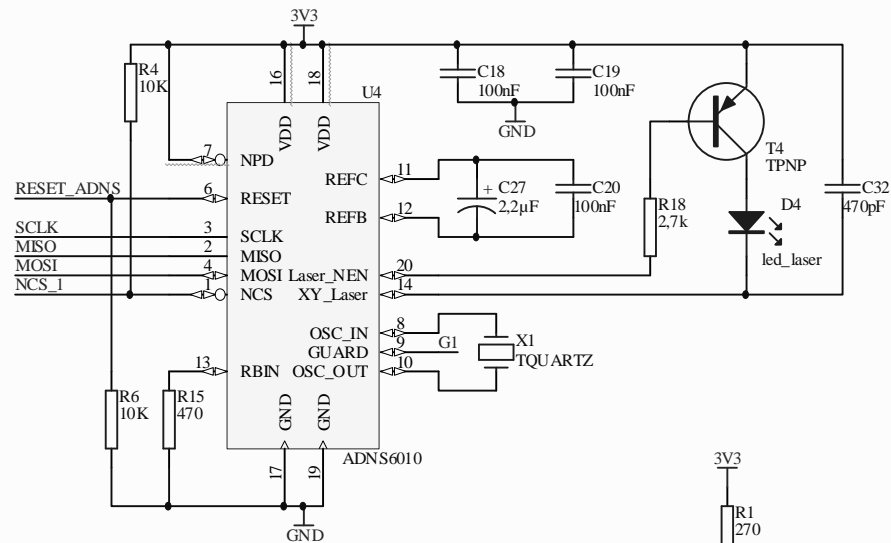 3V3
R4
10K
16
VDD
18
VDD
U4
C18
100nF
C19
100nF
GND
7
NPD
T4
TPNP
RESET_ADNS
6
RESET
REFC
11
C27
2,2µF
C20
100nF
REFB
12
R18
2,7k
D4
led_laser
C32
470pF
SCLK
3
SCLK
MISO
2
MISO
MOSI
4
MOSI
Laser_NEN
20
NCS_1
1
NCS
XY_Laser
14
OSC_IN
8
GUARD
9
G1
OSC_OUT
10
X1
TQUARTZ
13
RBIN
R6
10K
R15
470
GND
GND
17
19
ADNS6010
GND
3V3
R1
270
+